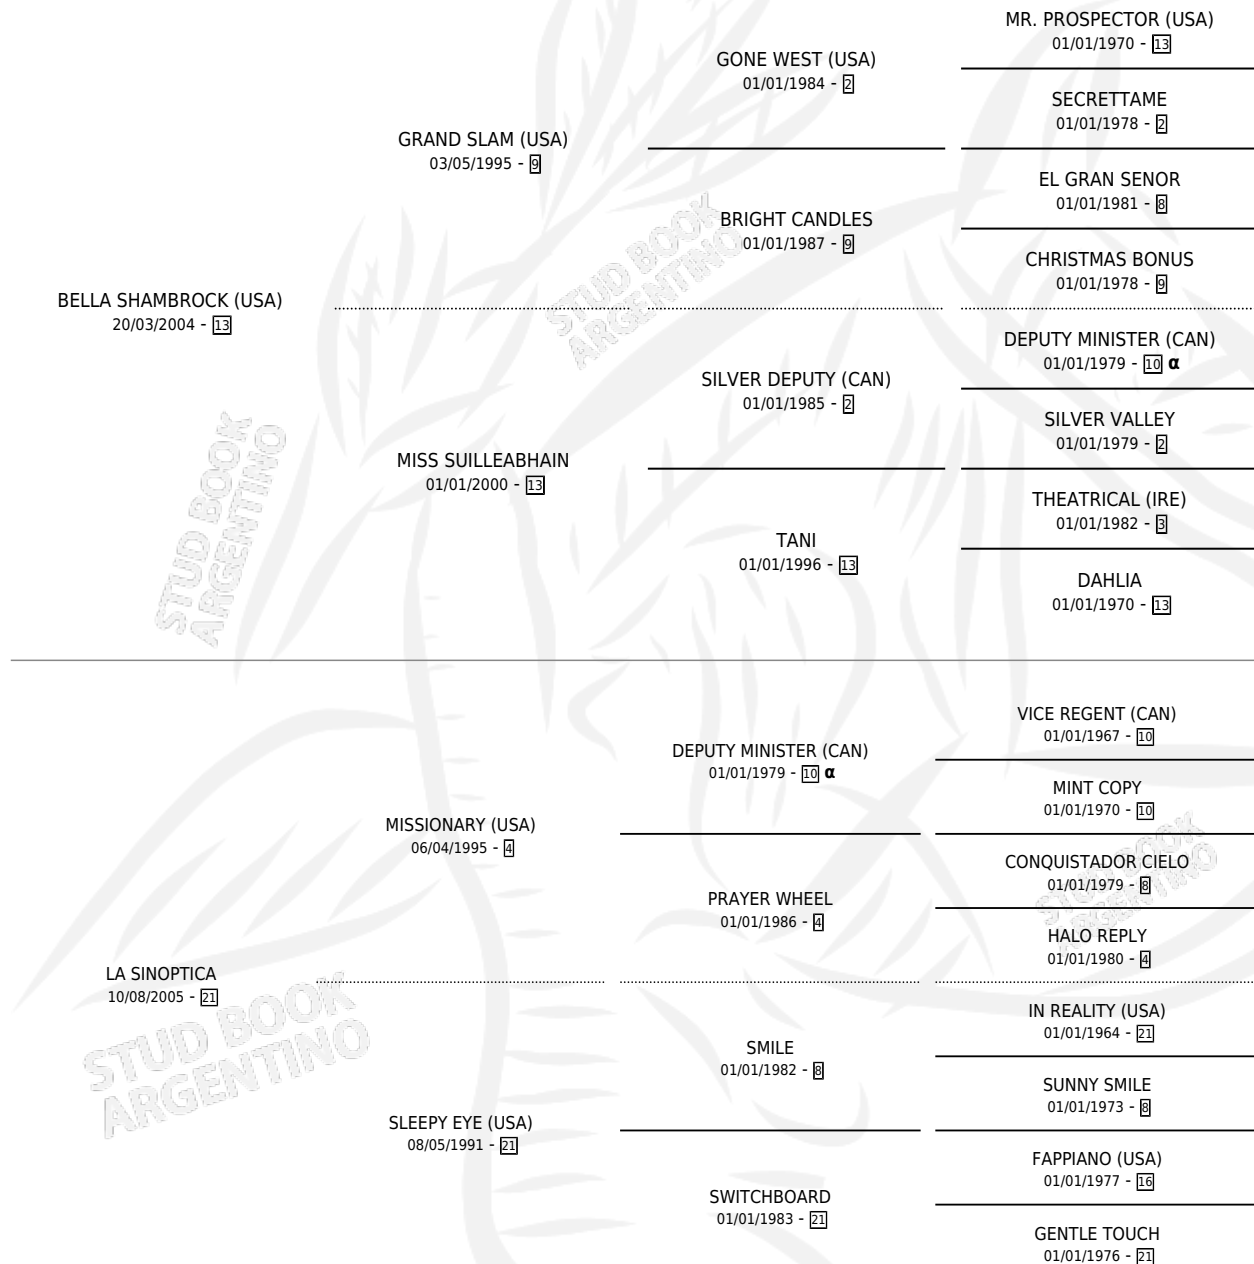 MR. PROSPECTOR (USA)
01/01/1970 - 13
GONE WEST (USA)
01/01/1984 - 2
SECRETTAME
01/01/1978 - 2
GRAND SLAM (USA)
03/05/1995 - 9
EL GRAN SENOR
01/01/1981 - 8
BRIGHT CANDLES
01/01/1987 - 9
CHRISTMAS BONUS
01/01/1978 - 9
BELLA SHAMBROCK (USA)
20/03/2004 - 13
DEPUTY MINISTER (CAN)
01/01/1979 - 10 α
SILVER DEPUTY (CAN)
01/01/1985 - 2
SILVER VALLEY
01/01/1979 - 2
MISS SUILLEABHAIN
01/01/2000 - 13
THEATRICAL (IRE)
01/01/1982 - 3
TANI
01/01/1996 - 13
DAHLIA
01/01/1970 - 13
VICE REGENT (CAN)
01/01/1967 - 10
DEPUTY MINISTER (CAN)
01/01/1979 - 10 α
MINT COPY
01/01/1970 - 10
MISSIONARY (USA)
06/04/1995 - 4
CONQUISTADOR CIELO
01/01/1979 - 8
PRAYER WHEEL
01/01/1986 - 4
HALO REPLY
01/01/1980 - 4
LA SINOPTICA
10/08/2005 - 21
IN REALITY (USA)
01/01/1964 - 21
SMILE
01/01/1982 - 8
SUNNY SMILE
01/01/1973 - 8
SLEEPY EYE (USA)
08/05/1991 - 21
FAPPIANO (USA)
01/01/1977 - 16
SWITCHBOARD
01/01/1983 - 21
GENTLE TOUCH
01/01/1976 - 21
STUD BOOK
ARGENTINO
STUD BOOK
ARGENTINO
STUD BOOK
ARGENTINO
STUD BOOK
ARGENTINO